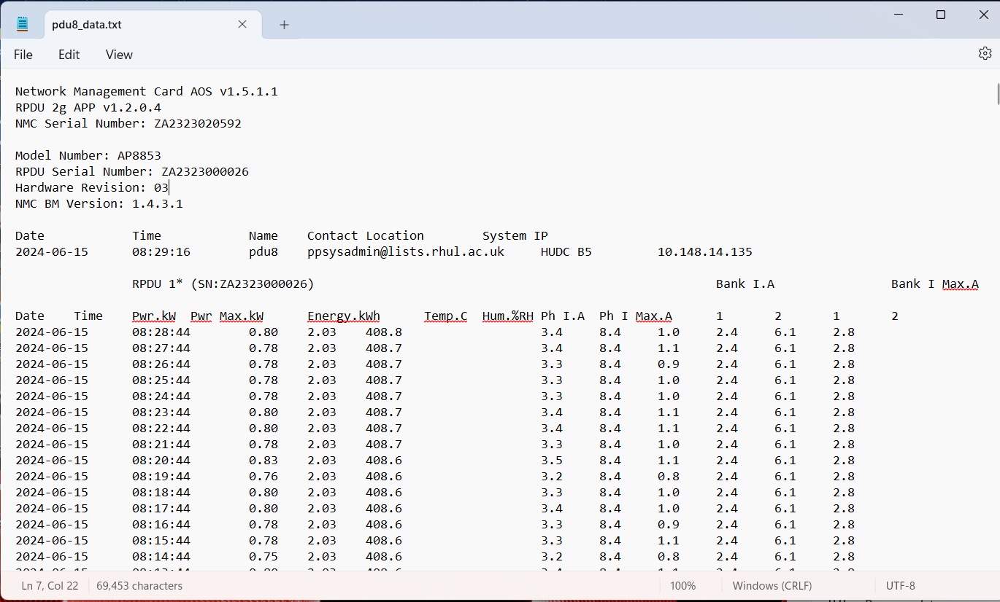 pdu8_data.txt
File Edit View
Network Management Card AOS v1.5.1.1
RPDU 2g APP v1.2.0.4
NMC Serial Number: ZA2323020592
Model Number: AP8853
RPDU Serial Number: ZA2323000026
Hardware Revision: 03
NMC BM Version: 1.4.3.1
Date Time Name Contact Location System IP
2024-06-15 08:29:16 pdu8 ppsysadmin@lists.rhul.ac.uk HUDC B5 10.148.14.135
RPDU 1* (SN:ZA2323000026) Bank I.A Bank I Max.A
Date Time Pwr.kW Pwr Max.kW Energy.kWh Temp.C Hum.%RH Ph I.A Ph I Max.A 1 2 1 2
2024-06-15 08:28:44 0.80 2.03 408.8 3.4 8.4 1.0 2.4 6.1 2.8
2024-06-15 08:27:44 0.78 2.03 408.7 3.4 8.4 1.1 2.4 6.1 2.8
2024-06-15 08:26:44 0.78 2.03 408.7 3.3 8.4 0.9 2.4 6.1 2.8
2024-06-15 08:25:44 0.78 2.03 408.7 3.3 8.4 1.0 2.4 6.1 2.8
2024-06-15 08:24:44 0.78 2.03 408.7 3.3 8.4 1.0 2.4 6.1 2.8
2024-06-15 08:23:44 0.80 2.03 408.7 3.4 8.4 1.1 2.4 6.1 2.8
2024-06-15 08:22:44 0.80 2.03 408.7 3.4 8.4 1.1 2.4 6.1 2.8
2024-06-15 08:21:44 0.78 2.03 408.7 3.3 8.4 1.0 2.4 6.1 2.8
2024-06-15 08:20:44 0.83 2.03 408.6 3.5 8.4 1.1 2.4 6.1 2.8
2024-06-15 08:19:44 0.76 2.03 408.6 3.2 8.4 0.8 2.4 6.1 2.8
2024-06-15 08:18:44 0.80 2.03 408.6 3.3 8.4 1.0 2.4 6.1 2.8
2024-06-15 08:17:44 0.80 2.03 408.6 3.4 8.4 1.0 2.4 6.1 2.8
2024-06-15 08:16:44 0.78 2.03 408.6 3.3 8.4 0.9 2.4 6.1 2.8
2024-06-15 08:15:44 0.78 2.03 408.6 3.3 8.4 1.1 2.4 6.1 2.8
2024-06-15 08:14:44 0.75 2.03 408.6 3.2 8.4 0.8 2.4 6.1 2.8
Ln 7, Col 22 69,453 characters 100% Windows (CRLF) UTF-8